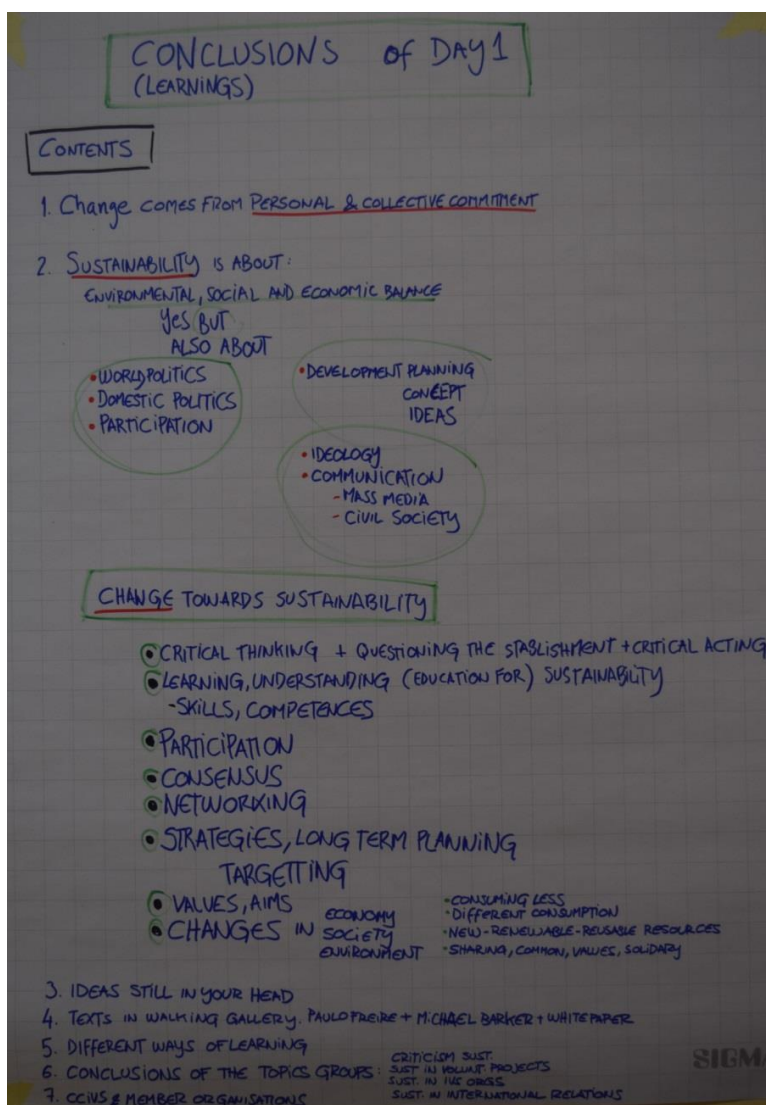 CONCLUSIONS of DAY 1
(LEARNINGS)
CONTENTS
1. Change comes from PERSONAL & COLLECTIVE COMMITMENT
2. SUSTAINABILITY is ABOUT:
ENVIRONMENTAL, SOCIAL AND ECONOMIC BALANCE
YES BUT
ALSO ABOUT
• WORLD POLITICS
• DOMESTIC POLITICS
• PARTICIPATION
• DEVELOPMENT PLANNING
CONCEPT
IDEAS
• IDEOLOGY
• COMMUNICATION
- MASS MEDIA
- CIVIL SOCIETY
CHANGE TOWARDS SUSTAINABILITY
• CRITICAL THINKING + QUESTIONING THE STABLISHMENT + CRITICAL ACTING
• LEARNING, UNDERSTANDING (EDUCATION FOR) SUSTAINABILITY
- SKILLS, COMPETENCES
• PARTICIPATION
• CONSENSUS
• NETWORKING
• STRATEGIES, LONG TERM PLANNING
TARGETTING
• VALUES, AIMS
• CHANGES IN
ECONOMY
SOCIETY
ENVIRONMENT
• CONSUMING LESS
• DIFFERENT CONSUMPTION
• NEW-RENEWABLE-REUSABLE RESOURCES
• SHARING, COMMON, VALUES, SOLIDARY
3. IDEAS STILL IN YOUR HEAD
4. TEXTS IN WALKING GALLERY. PAULO FREIRE + MICHAEL BARKER + WHITE PAPER
5. DIFFERENT WAYS OF LEARNING
6. CONCLUSIONS OF THE TOPICS GROUPS:
CRITICISM SUST.
SUST IN VOLUNT. PROJECTS
SUST. IN IVS ORGS
SUST. IN INTERNATIONAL RELATIONS
7. CCIVS & MEMBER ORGANISATIONS